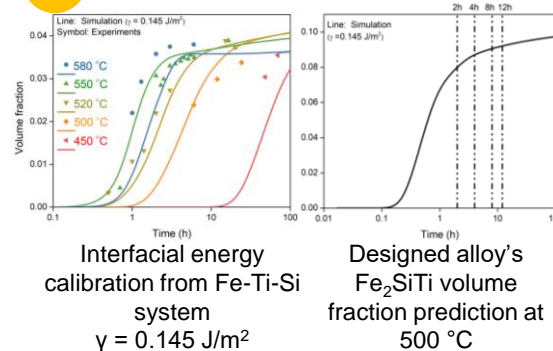 Line: Simulation (γ = 0.145 J/m²)
Symbol: Experiments
580 °C
550 °C
520 °C
500 °C
450 °C
Volume fraction
0.04
0.03
0.02
0.01
0.00
0.1
1
10
100
Time (h)
2h 4h 8h 12h
Line: Simulation
(γ=0.145 J/m²)
0.10
0.08
0.06
0.04
0.02
0.00
0.01
0.1
1
10
Time (h)
Interfacial energy
calibration from Fe-Ti-Si
system
γ = 0.145 J/m²
Designed alloy's
Fe₂SiTi volume
fraction prediction at
500 °C